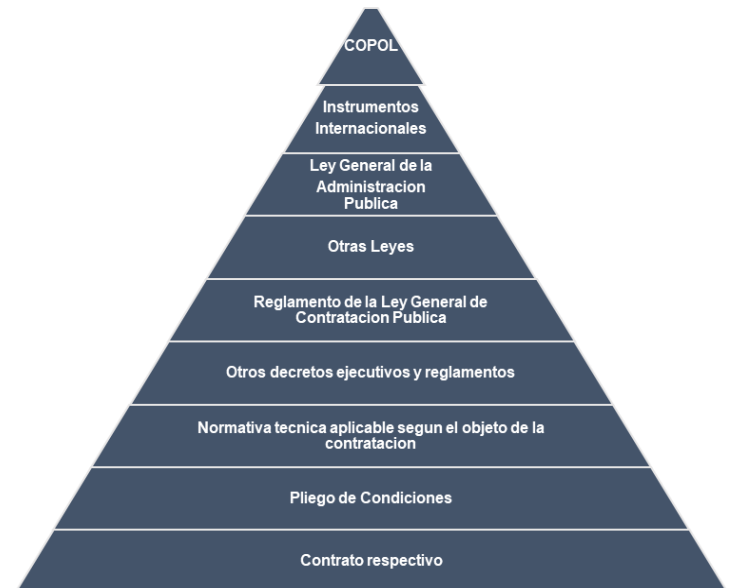 COPOL
Instrumentos
Internacionales
Ley General de la
Administracion
Publica
Otras Leyes
Reglamento de la Ley General de
Contratacion Publica
Otros decretos ejecutivos y reglamentos
Normativa tecnica aplicable segun el objeto de la
contratacion
Pliego de Condiciones
Contrato respectivo